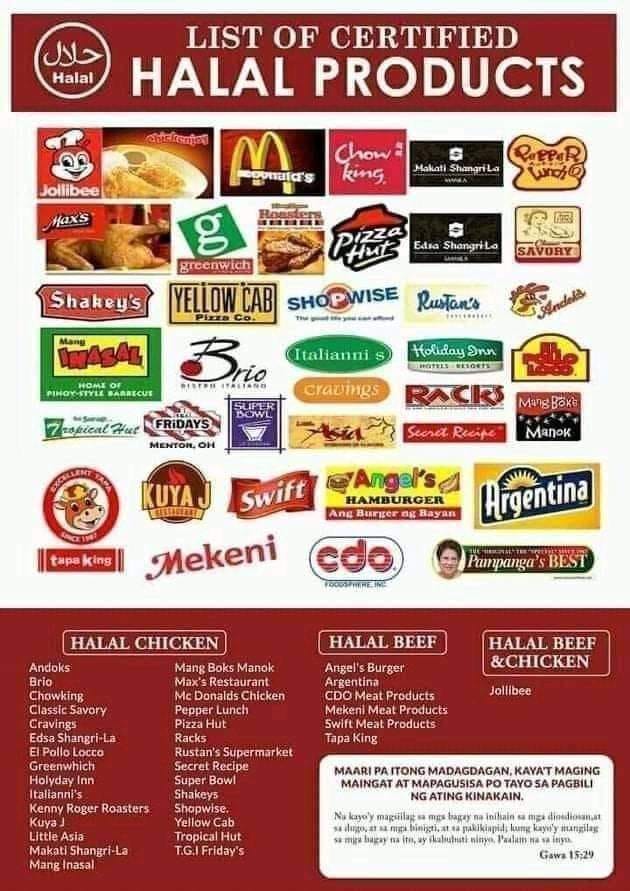 حلال
Halal
LIST OF CERTIFIED
HALAL PRODUCTS
Jollibee
chickenjoy
McDonald's
Chow
king
Makati Shangri-La
MANILA
PEPPER
Lunch
Max's
g
greenwich
Roasters
Pizza
Hut
Edsa Shangri-La
MANILA
Classic
SAVORY
Shakey's
YELLOW CAB
Pizza Co.
SHOPWISE
The good life you can afford
Rustan's
SUPERMARKET
Andok's
Mang
INASAL
HOME OF
PINOY-STYLE BARBECUE
Brio
BISTRO ITALIANO
Italianni s
cravings
Holiday Inn
HOTELS · RESORTS
RACKS
EL
POLLO
LOCO
Mang Boks
MANOK
Tropical Hut
FRiDAYS
MENTOR, OH
SUPER
BOWL
Little
Asia
Secret Recipe
EXCELLENT TAPA
SINCE 1987
tapa king
KUYA J
RESTAURANT
Swift
Angel's
HAMBURGER
Ang Burger ng Bayan
Argentina
Mekeni
cdo
FOODSPHERE, INC.
THE "ORIGINAL" THE "SPECIAL" SINCE 1967
Pampanga's BEST
HALAL CHICKEN
Andoks
Brio
Chowking
Classic Savory
Cravings
Edsa Shangri-La
El Pollo Locco
Greenwhich
Holyday Inn
Italianni's
Kenny Roger Roasters
Kuya J
Little Asia
Makati Shangri-La
Mang Inasal
Mang Boks Manok
Max's Restaurant
Mc Donalds Chicken
Pepper Lunch
Pizza Hut
Racks
Rustan's Supermarket
Secret Recipe
Super Bowl
Shakeys
Shopwise.
Yellow Cab
Tropical Hut
T.G.I Friday's
HALAL BEEF
Angel's Burger
Argentina
CDO Meat Products
Mekeni Meat Products
Swift Meat Products
Tapa King
HALAL BEEF
&CHICKEN
Jollibee
MAARI PA ITONG MADAGDAGAN, KAYA'T MAGING
MAINGAT AT MAPAGUSISA PO TAYO SA PAGBILI
NG ATING KINAKAIN.
Na kayo'y magsiilag sa mga bagay na inihain sa mga diosdiosan,at
sa dugo, at sa mga binigti, at sa pakikiapid; kung kayo'y mangilag
sa mga bagay na ito, ay ikabubuti ninyo. Paalam na sa inyo.
Gawa 15:29